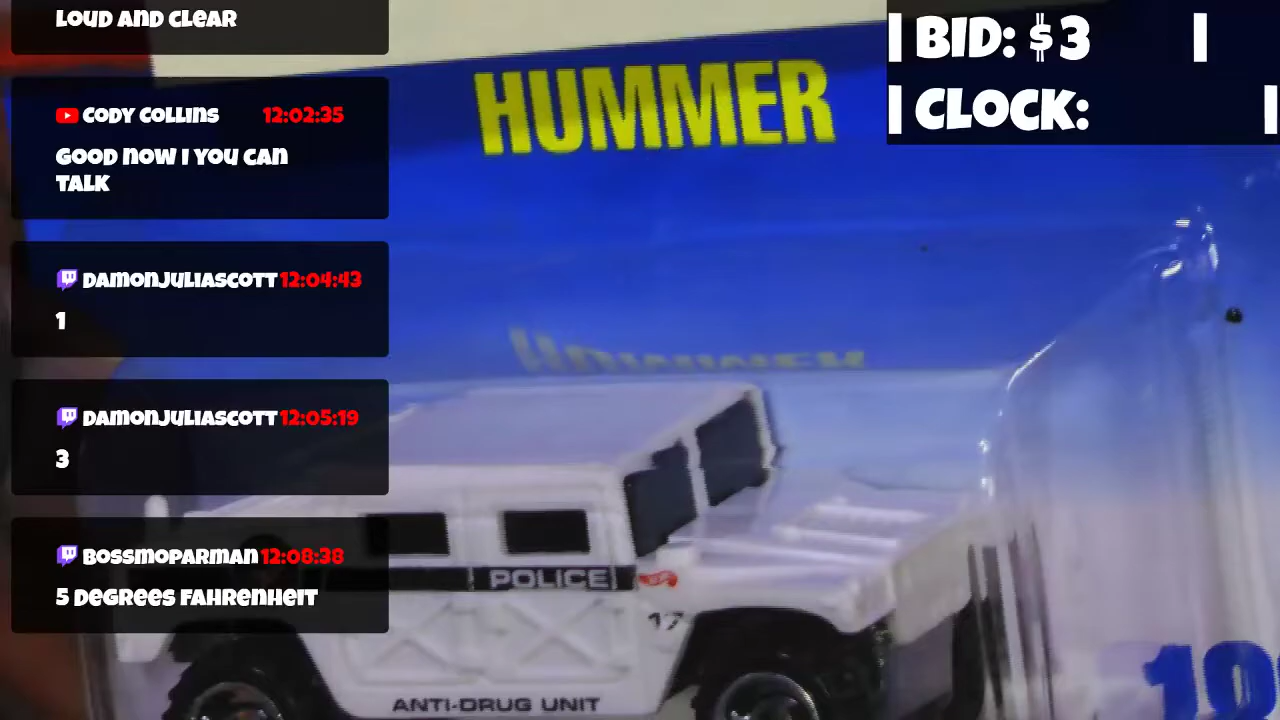 LOUD AND CLEAR
CODY COLLINS 12:02:35
GOOD NOW I YOU CAN
TALK
DAMONJULIASCOTT 12:04:43
1
DAMONJULIASCOTT 12:05:19
3
BOSSMOPARMAN 12:08:38
5 DEGREES FAHRENHEIT
| BID: $3 |
| CLOCK: |
HUMMER
HUMMER
POLICE
17
ANTI-DRUG UNIT